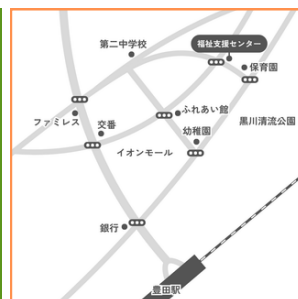 第二中学校
福祉支援センター
保育園
ふれあい館
ファミレス
交番
黒川清流公園
幼稚園
イオンモール
銀行
豊田駅